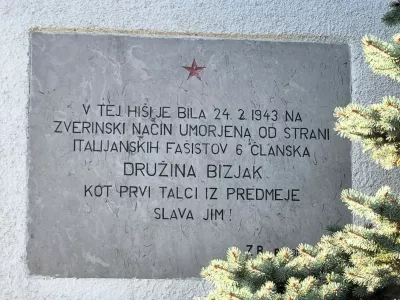 V TEJ HIŠI JE BILA 24. 2. 1943 NA
ZVERINSKI NAČIN UMORJENA OD STRANI
ITALIJANSKIH FAŠISTOV 6 ČLANSKA
DRUŽINA BIZJAK
KOT PRVI TALCI IZ PREDMEJE
SLAVA JIM!
Z.B.